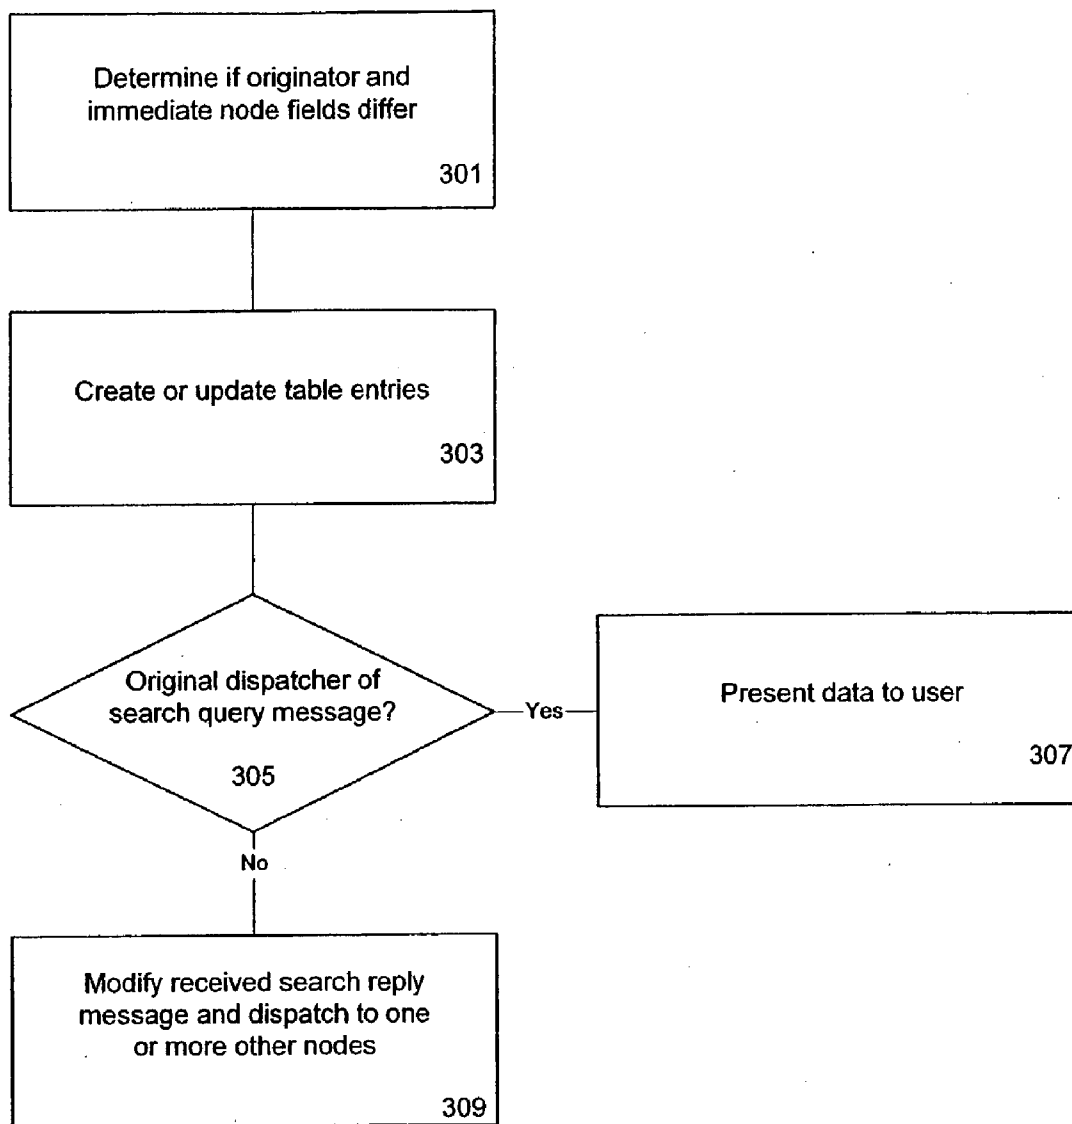 Determine if originator and
immediate node fields differ
301
Create or update table entries
303
Original dispatcher of
search query message?
305
Yes
Present data to user
307
No
Modify received search reply
message and dispatch to one
or more other nodes
309